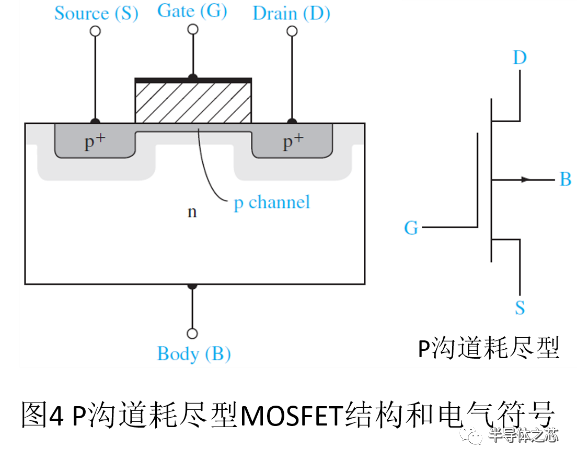 Source (S) Gate (G) Drain (D)
p+ p+
p channel
n
Body (B)
D
B
G
S
P沟道耗尽型
图4 P沟道耗尽型MOSFET结构和电气符号
半导体之芯